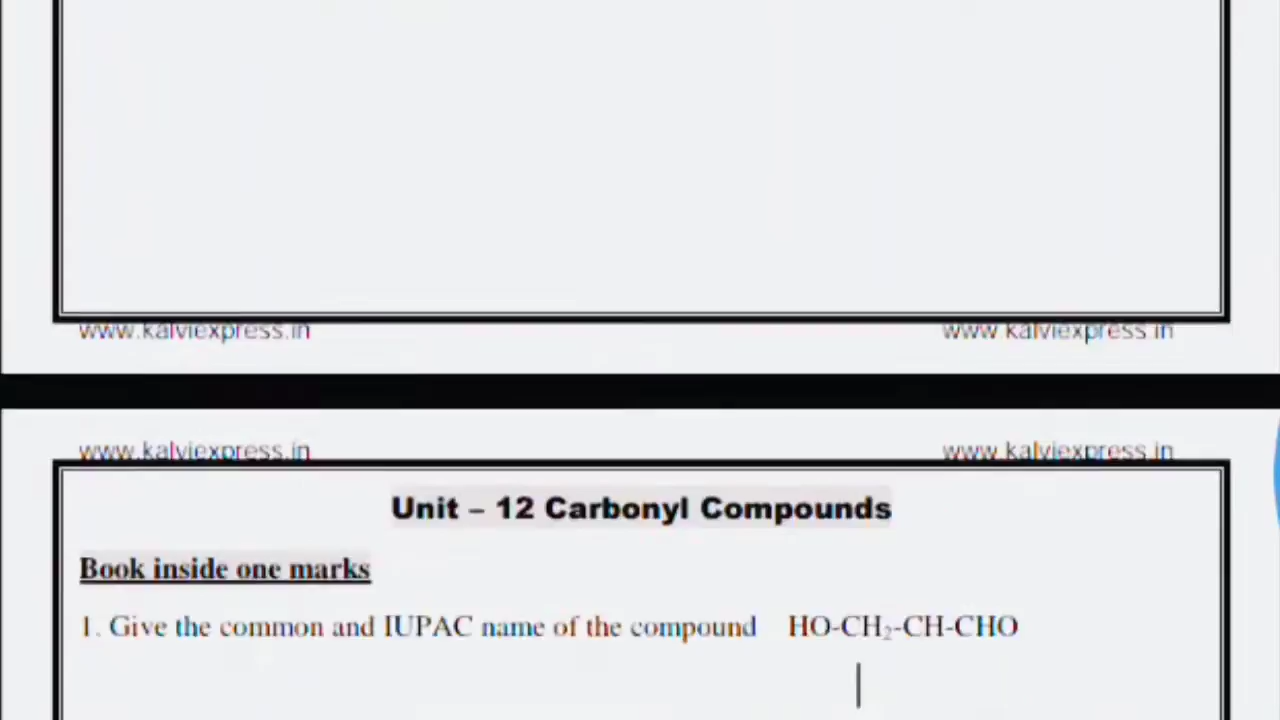 www.kalviexpress.in www.kalviexpress.in
www.kalviexpress.in www.kalviexpress.in
Unit – 12 Carbonyl Compounds
Book inside one marks
1. Give the common and IUPAC name of the compound HO-CH₂-CH-CHO
|